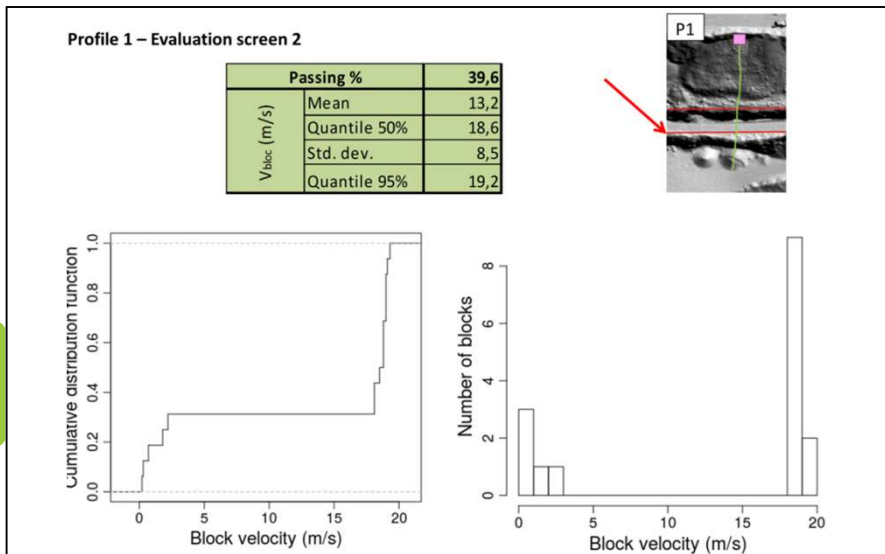 Profile 1 – Evaluation screen 2
P1
Passing % 39,6
V bloc (m/s)
Mean 13,2
Quantile 50% 18,6
Std. dev. 8,5
Quantile 95% 19,2
Cumulative distribution function
1.0
0.8
0.6
0.4
0.2
0.0
0 5 10 15 20
Block velocity (m/s)
Number of blocks
8
6
4
2
0
0 5 10 15 20
Block velocity (m/s)